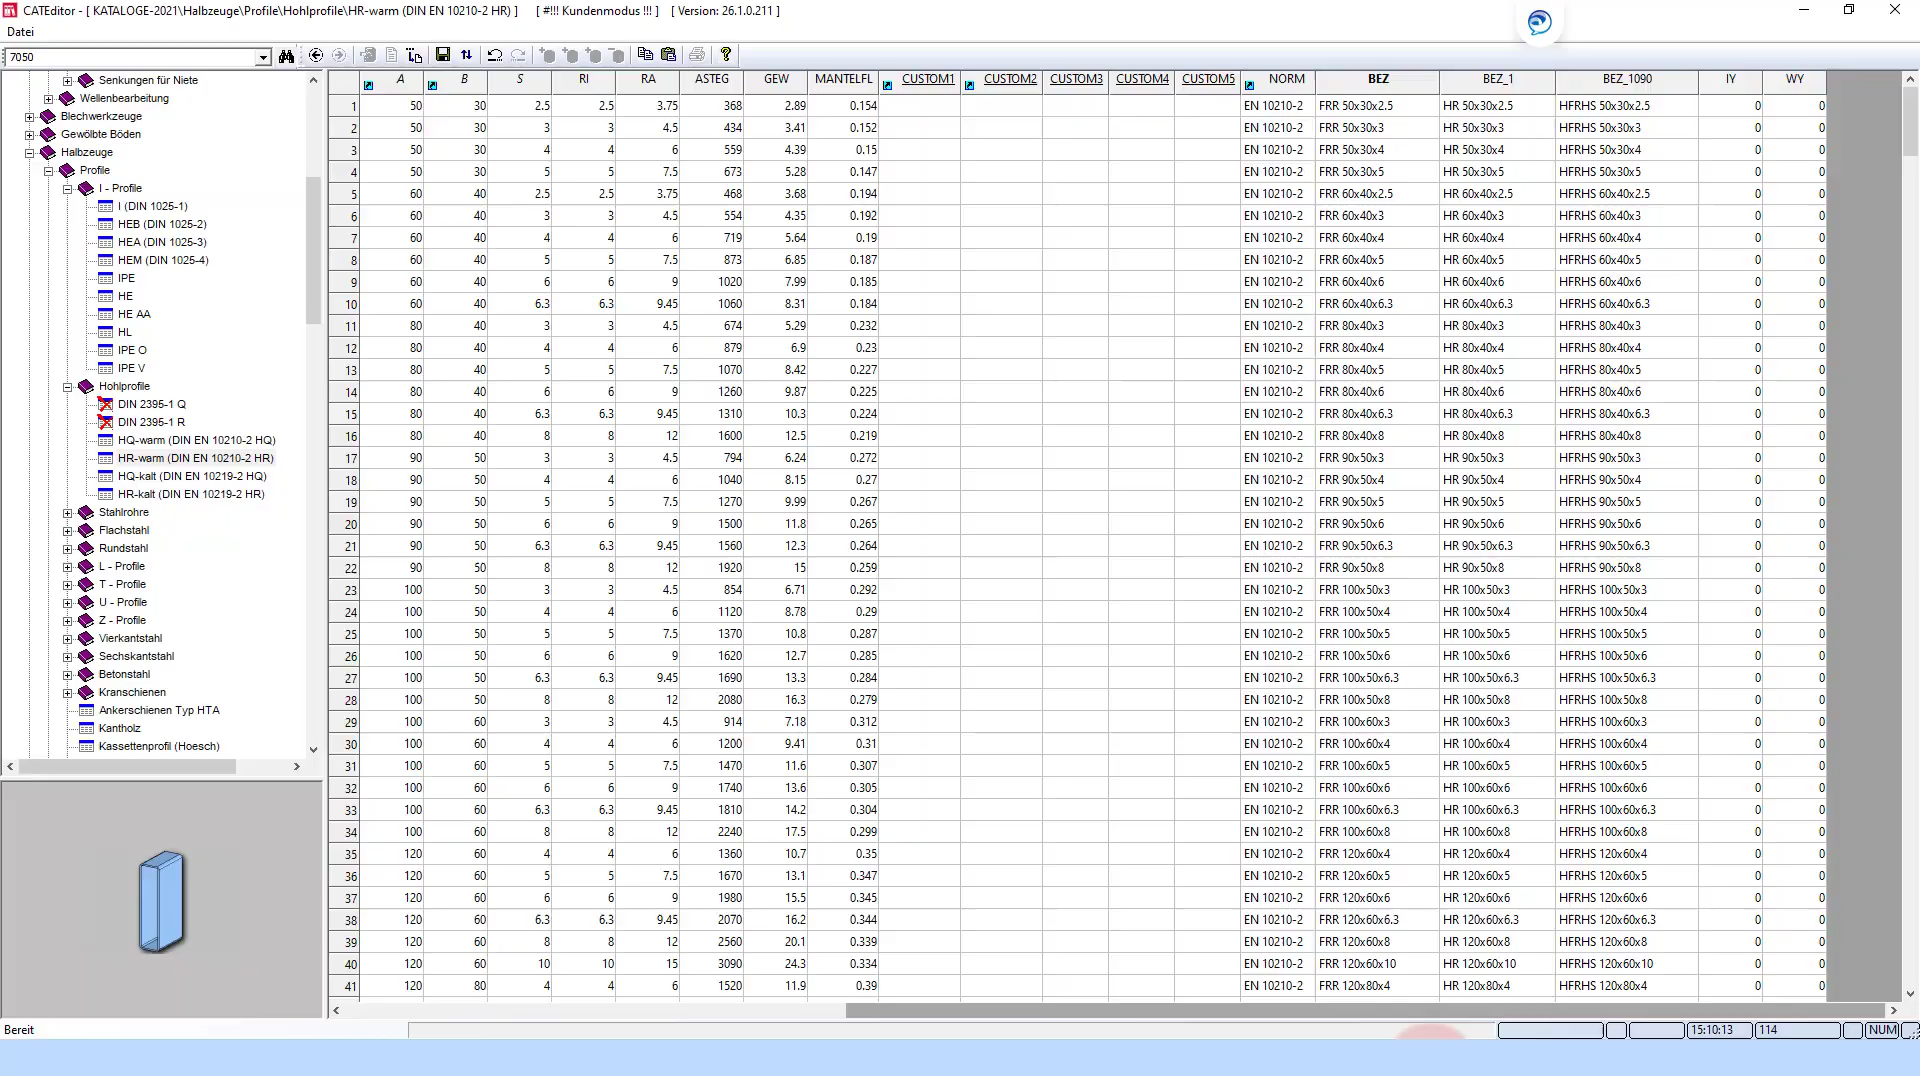 CATEditor - [ KATALOGE-2021\Halbzeuge\Profile\Hohlprofile\HR-warm (DIN EN 10210-2 HR) ] [ #!!! Kundenmodus !!! ] [ Version: 26.1.0.211 ]
Datei
7050
Senkungen für Niete
Wellenbearbeitung
Blechwerkzeuge
Gewölbte Böden
Halbzeuge
Profile
I - Profile
I (DIN 1025-1)
HEB (DIN 1025-2)
HEA (DIN 1025-3)
HEM (DIN 1025-4)
IPE
HE
HE AA
HL
IPE O
IPE V
Hohlprofile
DIN 2395-1 Q
DIN 2395-1 R
HQ-warm (DIN EN 10210-2 HQ)
HR-warm (DIN EN 10210-2 HR)
HQ-kalt (DIN EN 10219-2 HQ)
HR-kalt (DIN EN 10219-2 HR)
Stahlrohre
Flachstahl
Rundstahl
L - Profile
T - Profile
U - Profile
Z - Profile
Vierkantstahl
Sechskantstahl
Betonstahl
Kranschienen
Ankerschienen Typ HTA
Kantholz
Kassettenprofil (Hoesch)
A B S RI RA ASTEG GEW MANTELFL CUSTOM1 CUSTOM2 CUSTOM3 CUSTOM4 CUSTOM5 NORM BEZ BEZ_1 BEZ_1090 IY WY
1 50 30 2.5 2.5 3.75 368 2.89 0.154 EN 10210-2 FRR 50x30x2.5 HR 50x30x2.5 HFRHS 50x30x2.5 0 0
2 50 30 3 3 4.5 434 3.41 0.152 EN 10210-2 FRR 50x30x3 HR 50x30x3 HFRHS 50x30x3 0 0
3 50 30 4 4 6 559 4.39 0.15 EN 10210-2 FRR 50x30x4 HR 50x30x4 HFRHS 50x30x4 0 0
4 50 30 5 5 7.5 673 5.28 0.147 EN 10210-2 FRR 50x30x5 HR 50x30x5 HFRHS 50x30x5 0 0
5 60 40 2.5 2.5 3.75 468 3.68 0.194 EN 10210-2 FRR 60x40x2.5 HR 60x40x2.5 HFRHS 60x40x2.5 0 0
6 60 40 3 3 4.5 554 4.35 0.192 EN 10210-2 FRR 60x40x3 HR 60x40x3 HFRHS 60x40x3 0 0
7 60 40 4 4 6 719 5.64 0.19 EN 10210-2 FRR 60x40x4 HR 60x40x4 HFRHS 60x40x4 0 0
8 60 40 5 5 7.5 873 6.85 0.187 EN 10210-2 FRR 60x40x5 HR 60x40x5 HFRHS 60x40x5 0 0
9 60 40 6 6 9 1020 7.99 0.185 EN 10210-2 FRR 60x40x6 HR 60x40x6 HFRHS 60x40x6 0 0
10 60 40 6.3 6.3 9.45 1060 8.31 0.184 EN 10210-2 FRR 60x40x6.3 HR 60x40x6.3 HFRHS 60x40x6.3 0 0
11 80 40 3 3 4.5 674 5.29 0.232 EN 10210-2 FRR 80x40x3 HR 80x40x3 HFRHS 80x40x3 0 0
12 80 40 4 4 6 879 6.9 0.23 EN 10210-2 FRR 80x40x4 HR 80x40x4 HFRHS 80x40x4 0 0
13 80 40 5 5 7.5 1070 8.42 0.227 EN 10210-2 FRR 80x40x5 HR 80x40x5 HFRHS 80x40x5 0 0
14 80 40 6 6 9 1260 9.87 0.225 EN 10210-2 FRR 80x40x6 HR 80x40x6 HFRHS 80x40x6 0 0
15 80 40 6.3 6.3 9.45 1310 10.3 0.224 EN 10210-2 FRR 80x40x6.3 HR 80x40x6.3 HFRHS 80x40x6.3 0 0
16 80 40 8 8 12 1600 12.5 0.219 EN 10210-2 FRR 80x40x8 HR 80x40x8 HFRHS 80x40x8 0 0
17 90 50 3 3 4.5 794 6.24 0.272 EN 10210-2 FRR 90x50x3 HR 90x50x3 HFRHS 90x50x3 0 0
18 90 50 4 4 6 1040 8.15 0.27 EN 10210-2 FRR 90x50x4 HR 90x50x4 HFRHS 90x50x4 0 0
19 90 50 5 5 7.5 1270 9.99 0.267 EN 10210-2 FRR 90x50x5 HR 90x50x5 HFRHS 90x50x5 0 0
20 90 50 6 6 9 1500 11.8 0.265 EN 10210-2 FRR 90x50x6 HR 90x50x6 HFRHS 90x50x6 0 0
21 90 50 6.3 6.3 9.45 1560 12.3 0.264 EN 10210-2 FRR 90x50x6.3 HR 90x50x6.3 HFRHS 90x50x6.3 0 0
22 90 50 8 8 12 1920 15 0.259 EN 10210-2 FRR 90x50x8 HR 90x50x8 HFRHS 90x50x8 0 0
23 100 50 3 3 4.5 854 6.71 0.292 EN 10210-2 FRR 100x50x3 HR 100x50x3 HFRHS 100x50x3 0 0
24 100 50 4 4 6 1120 8.78 0.29 EN 10210-2 FRR 100x50x4 HR 100x50x4 HFRHS 100x50x4 0 0
25 100 50 5 5 7.5 1370 10.8 0.287 EN 10210-2 FRR 100x50x5 HR 100x50x5 HFRHS 100x50x5 0 0
26 100 50 6 6 9 1620 12.7 0.285 EN 10210-2 FRR 100x50x6 HR 100x50x6 HFRHS 100x50x6 0 0
27 100 50 6.3 6.3 9.45 1690 13.3 0.284 EN 10210-2 FRR 100x50x6.3 HR 100x50x6.3 HFRHS 100x50x6.3 0 0
28 100 50 8 8 12 2080 16.3 0.279 EN 10210-2 FRR 100x50x8 HR 100x50x8 HFRHS 100x50x8 0 0
29 100 60 3 3 4.5 914 7.18 0.312 EN 10210-2 FRR 100x60x3 HR 100x60x3 HFRHS 100x60x3 0 0
30 100 60 4 4 6 1200 9.41 0.31 EN 10210-2 FRR 100x60x4 HR 100x60x4 HFRHS 100x60x4 0 0
31 100 60 5 5 7.5 1470 11.6 0.307 EN 10210-2 FRR 100x60x5 HR 100x60x5 HFRHS 100x60x5 0 0
32 100 60 6 6 9 1740 13.6 0.305 EN 10210-2 FRR 100x60x6 HR 100x60x6 HFRHS 100x60x6 0 0
33 100 60 6.3 6.3 9.45 1810 14.2 0.304 EN 10210-2 FRR 100x60x6.3 HR 100x60x6.3 HFRHS 100x60x6.3 0 0
34 100 60 8 8 12 2240 17.5 0.299 EN 10210-2 FRR 100x60x8 HR 100x60x8 HFRHS 100x60x8 0 0
35 120 60 4 4 6 1360 10.7 0.35 EN 10210-2 FRR 120x60x4 HR 120x60x4 HFRHS 120x60x4 0 0
36 120 60 5 5 7.5 1670 13.1 0.347 EN 10210-2 FRR 120x60x5 HR 120x60x5 HFRHS 120x60x5 0 0
37 120 60 6 6 9 1980 15.5 0.345 EN 10210-2 FRR 120x60x6 HR 120x60x6 HFRHS 120x60x6 0 0
38 120 60 6.3 6.3 9.45 2070 16.2 0.344 EN 10210-2 FRR 120x60x6.3 HR 120x60x6.3 HFRHS 120x60x6.3 0 0
39 120 60 8 8 12 2560 20.1 0.339 EN 10210-2 FRR 120x60x8 HR 120x60x8 HFRHS 120x60x8 0 0
40 120 60 10 10 15 3090 24.3 0.334 EN 10210-2 FRR 120x60x10 HR 120x60x10 HFRHS 120x60x10 0 0
41 120 80 4 4 6 1520 11.9 0.39 EN 10210-2 FRR 120x80x4 HR 120x80x4 HFRHS 120x80x4 0 0
Bereit 15:10:13 114 NUM